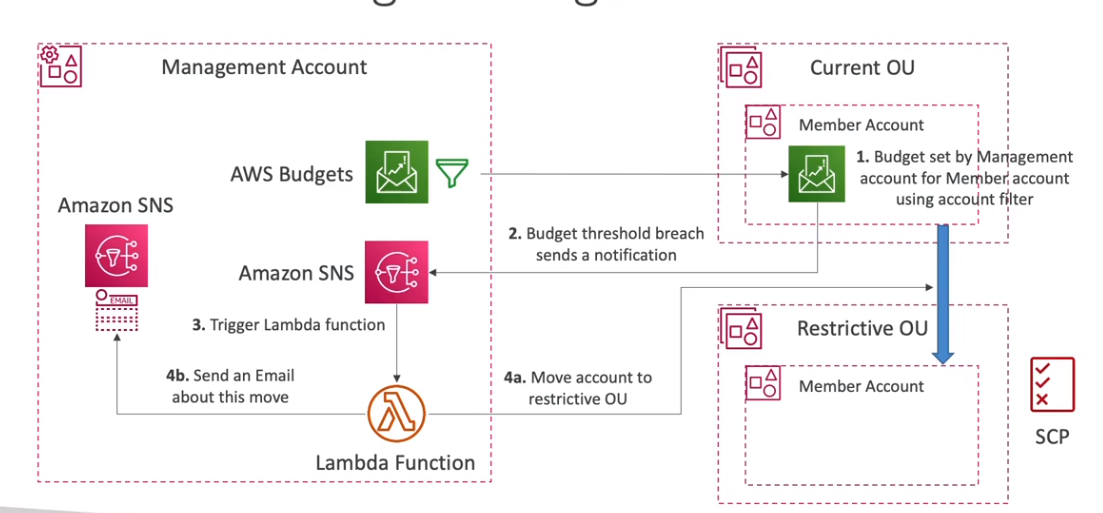 Management Account
Current OU
Member Account
AWS Budgets
1. Budget set by Management
account for Member account
using account filter
Amazon SNS
2. Budget threshold breach
sends a notification
Amazon SNS
EMAIL
3. Trigger Lambda function
Restrictive OU
4b. Send an Email
about this move
4a. Move account to
restrictive OU
Member Account
SCP
Lambda Function